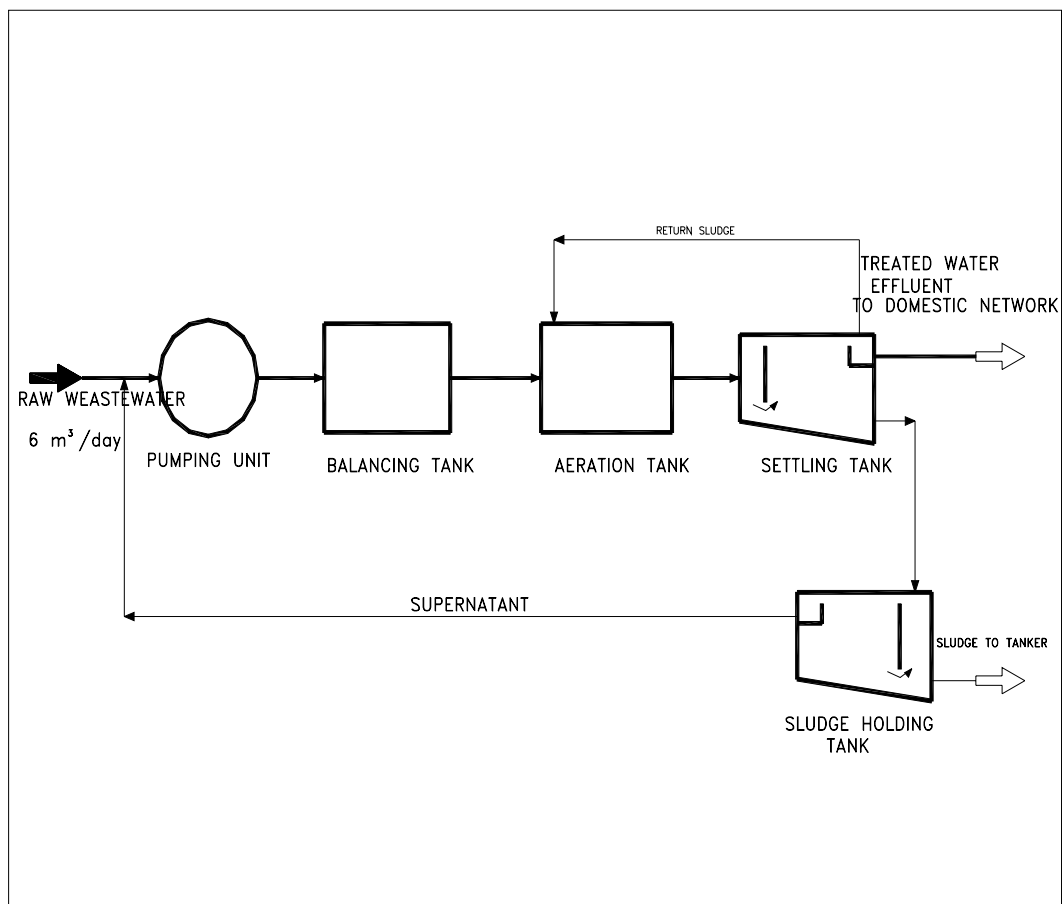 RETURN SLUDGE
TREATED WATER
EFFLUENT
TO DOMESTIC NETWORK
RAW WEASTEWATER
6 m³/day
PUMPING UNIT
BALANCING TANK
AERATION TANK
SETTLING TANK
SUPERNATANT
SLUDGE TO TANKER
SLUDGE HOLDING
TANK